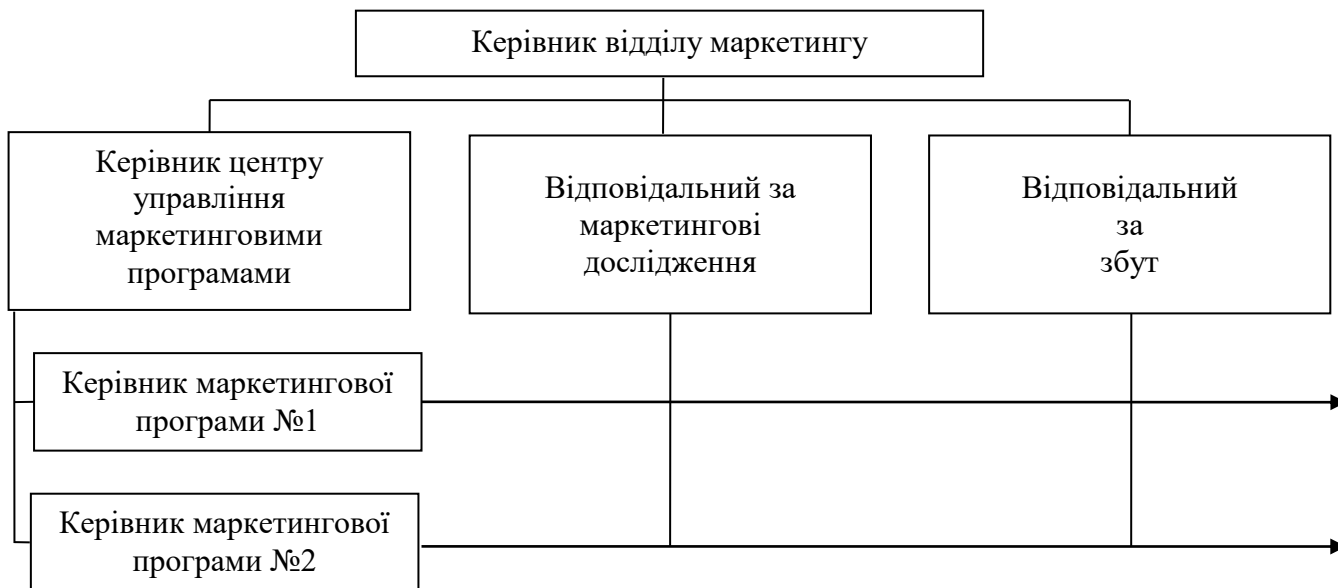 Керівник відділу маркетингу
Керівник центру
управління
маркетинговими
програмами
Відповідальний за
маркетингові
дослідження
Відповідальний
за
збут
Керівник маркетингової
програми №1
Керівник маркетингової
програми №2